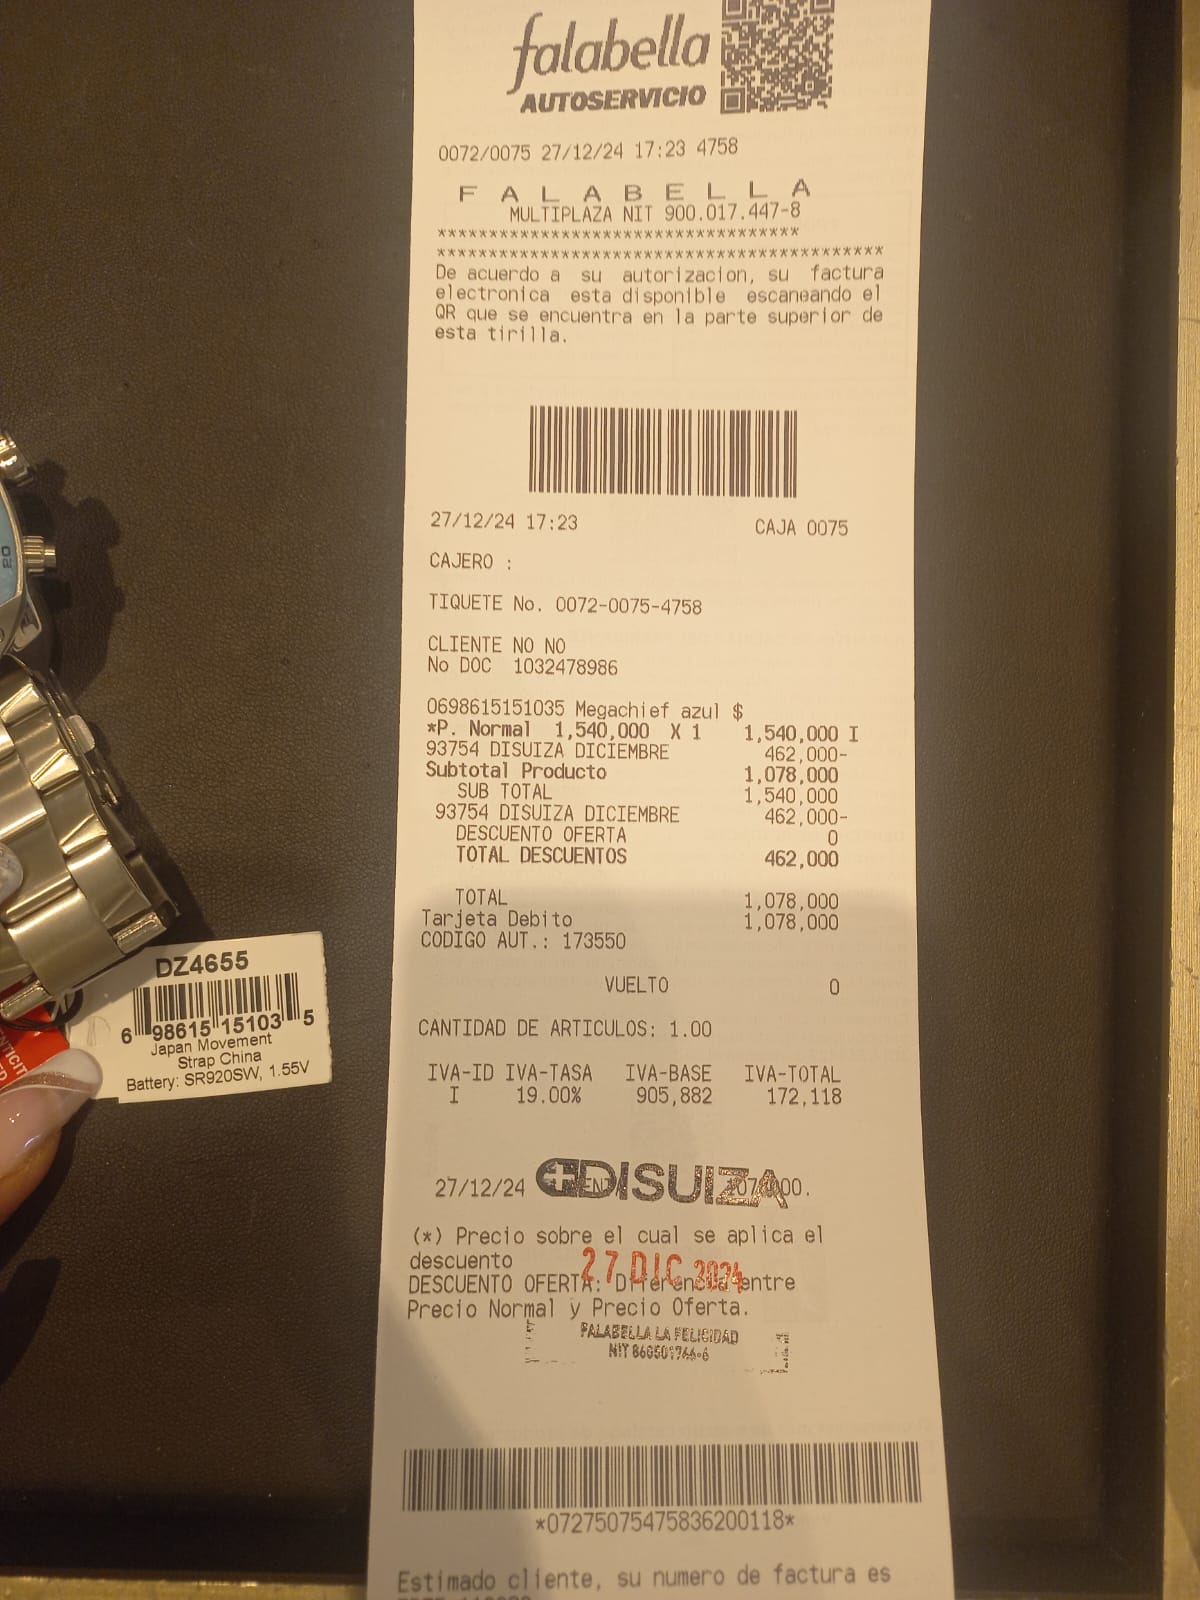 falabella
AUTOSERVICIO
0072/0075 27/12/24 17:23 4758
F A L A B E L L A
MULTIPLAZA NIT 900.017.447-8
***********************************
*******************************************
De acuerdo a su autorizacion, su factura
electronica esta disponible escaneando el
QR que se encuentra en la parte superior de
esta tirilla.
27/12/24 17:23 CAJA 0075
CAJERO :
TIQUETE No. 0072-0075-4758
CLIENTE NO NO
No DOC 1032478986
0698615151035 Megachief azul $
*P. Normal 1,540,000 X 1 1,540,000 I
93754 DISUIZA DICIEMBRE 462,000-
Subtotal Producto 1,078,000
SUB TOTAL 1,540,000
93754 DISUIZA DICIEMBRE 462,000-
DESCUENTO OFERTA 0
TOTAL DESCUENTOS 462,000
TOTAL 1,078,000
Tarjeta Debito 1,078,000
CODIGO AUT.: 173550
VUELTO 0
CANTIDAD DE ARTICULOS: 1.00
IVA-ID IVA-TASA IVA-BASE IVA-TOTAL
I 19.00% 905,882 172,118
27/12/24
DISUIZA
(*) Precio sobre el cual se aplica el
descuento
27 DIC 2024
DESCUENTO OFERTA: Diferencia entre
Precio Normal y Precio Oferta.
FALABELLA LA FELICIDAD
NIT 860501766-6
*07275075475836200118*
Estimado cliente, su numero de factura es
20
DZ4655
6 98615 15103 5
Japan Movement
Strap China
Battery: SR920SW, 1.55V